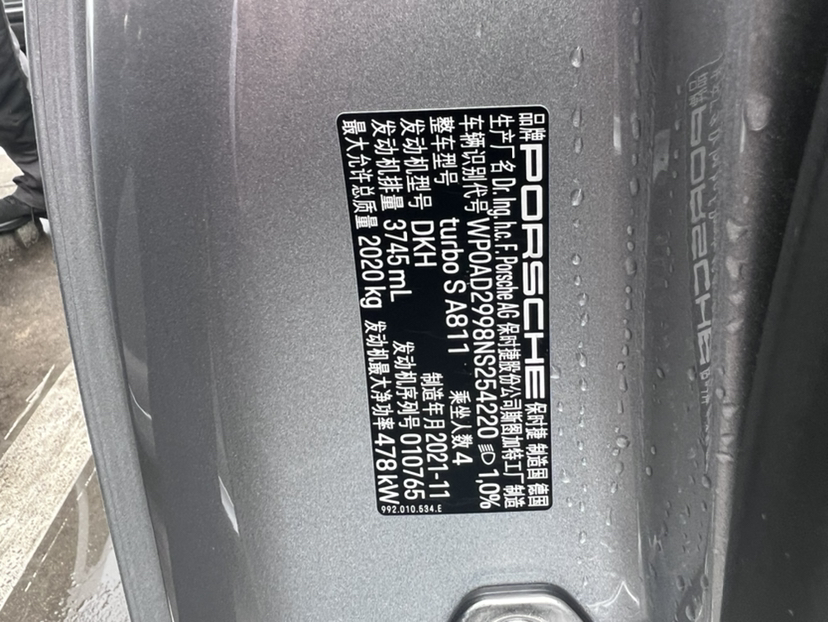 品牌 PORSCHE 保时捷 制造国 德国
生产厂名 Dr. Ing. h.c. F. Porsche AG 保时捷股份公司斯图加特工厂制造
车辆识别代号 WP0AD2998NS254220 1,0%
整车型号 turbo S A811 乘坐人数 4
发动机型号 DKH 制造年月 2021-11
发动机排量 3745 mL 发动机序列号 010765
最大允许总质量 2020 kg 发动机最大净功率 478 kW
992.010.534.E